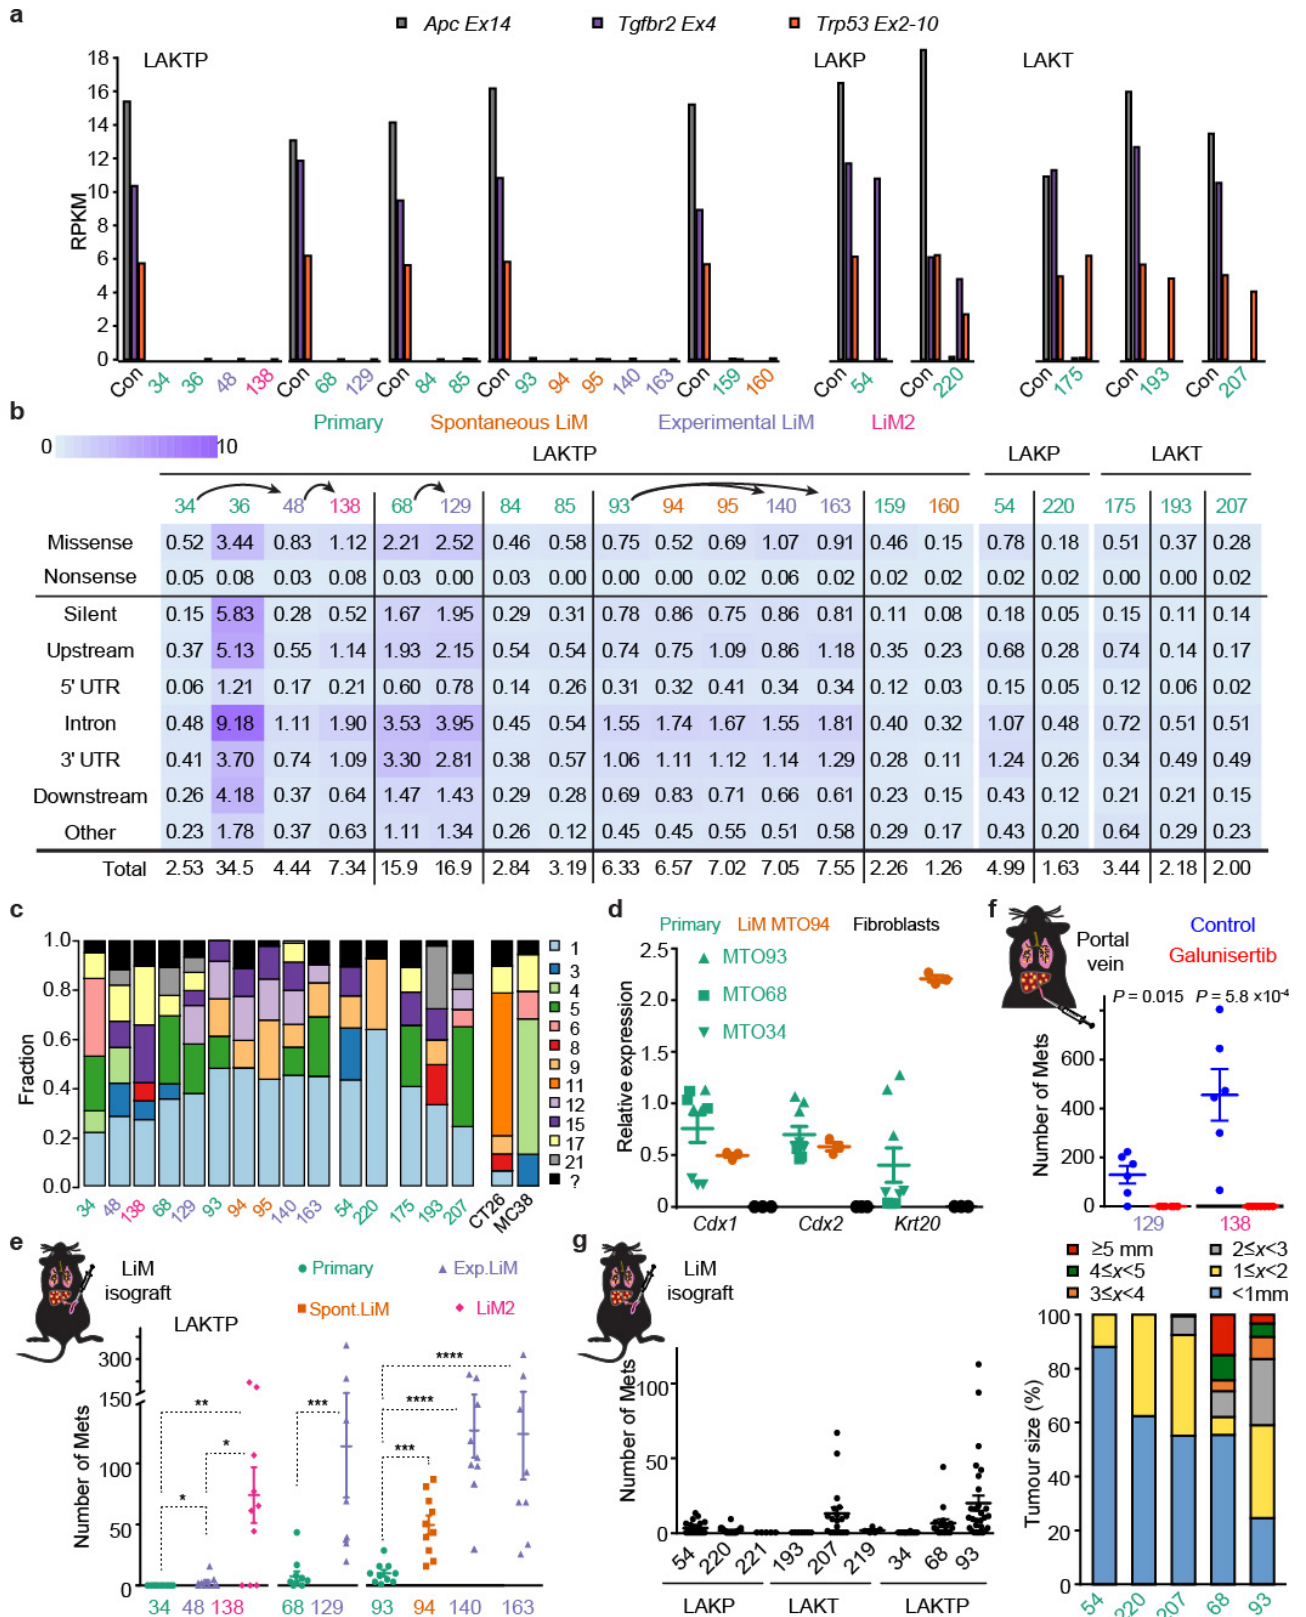 a
Apc Ex14 Tgfbr2 Ex4 Trp53 Ex2-10
LAKTP LAKP LAKT
RPKM
18
16
14
12
10
8
6
4
2
0
Con 34 36 48 138 Con 68 129 Con 84 85 Con 93 94 95 140 163 Con 159 160 Con 54 Con 220 Con 175 Con 193 Con 207
b
Primary Spontaneous LiM Experimental LiM LiM2
0 10
LAKTP LAKP LAKT
34 36 48 138 68 129 84 85 93 94 95 140 163 159 160 54 220 175 193 207
Missense 0.52 3.44 0.83 1.12 2.21 2.52 0.46 0.58 0.75 0.52 0.69 1.07 0.91 0.46 0.15 0.78 0.18 0.51 0.37 0.28
Nonsense 0.05 0.08 0.03 0.08 0.03 0.00 0.03 0.00 0.00 0.00 0.02 0.06 0.02 0.02 0.02 0.02 0.02 0.00 0.00 0.02
Silent 0.15 5.83 0.28 0.52 1.67 1.95 0.29 0.31 0.78 0.86 0.75 0.86 0.81 0.11 0.08 0.18 0.05 0.15 0.11 0.14
Upstream 0.37 5.13 0.55 1.14 1.93 2.15 0.54 0.54 0.74 0.75 1.09 0.86 1.18 0.35 0.23 0.68 0.28 0.74 0.14 0.17
5' UTR 0.06 1.21 0.17 0.21 0.60 0.78 0.14 0.26 0.31 0.32 0.41 0.34 0.34 0.12 0.03 0.15 0.05 0.12 0.06 0.02
Intron 0.48 9.18 1.11 1.90 3.53 3.95 0.45 0.54 1.55 1.74 1.67 1.55 1.81 0.40 0.32 1.07 0.48 0.72 0.51 0.51
3' UTR 0.41 3.70 0.74 1.09 3.30 2.81 0.38 0.57 1.06 1.11 1.12 1.14 1.29 0.28 0.11 1.24 0.26 0.34 0.49 0.49
Downstream 0.26 4.18 0.37 0.64 1.47 1.43 0.29 0.28 0.69 0.83 0.71 0.66 0.61 0.23 0.15 0.43 0.12 0.21 0.21 0.15
Other 0.23 1.78 0.37 0.63 1.11 1.34 0.26 0.12 0.45 0.45 0.55 0.51 0.58 0.29 0.17 0.43 0.20 0.64 0.29 0.23
Total 2.53 34.5 4.44 7.34 15.9 16.9 2.84 3.19 6.33 6.57 7.02 7.05 7.55 2.26 1.26 4.99 1.63 3.44 2.18 2.00
c
Fraction
1.0
0.8
0.6
0.4
0.2
0.0
34 48 138 68 129 93 94 95 140 163 54 220 175 193 207 CT26 MC38
1
3
4
5
6
8
9
11
12
15
17
21
?
d
Primary LiM MTO94 Fibroblasts
MTO93
MTO68
MTO34
Relative expression
2.5
2.0
1.5
1.0
0.5
0
Cdx1 Cdx2 Krt20
f
Portal
vein
Control
Galunisertib
P = 0.015 P = 5.8 ×10-4
Number of Mets
600
400
200
0
129 138
e
LiM
isograft
Primary Exp.LiM
Spont.LiM LiM2
LAKTP
Number of Mets
300
150
100
50
0
** * * *** *** **** ****
34 48 138 68 129 93 94 140 163
g
LiM
isograft
Number of Mets
100
50
0
54 220 221 193 207 219 34 68 93
LAKP LAKT LAKTP
≥5 mm 2≤x<3
4≤x<5 1≤x<2
3≤x<4 <1mm
Tumour size (%)
100
80
60
40
20
0
54 220 207 68 93